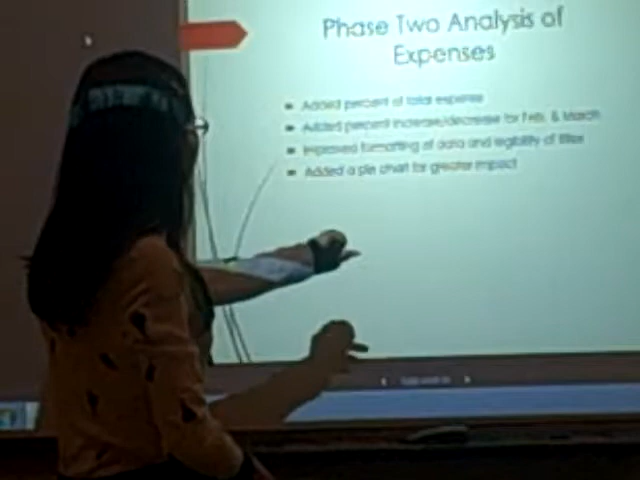 Phase Two Analysis of
Expenses
Added percent of total expense
Added percent increase/decrease for Feb. & March
Improved formatting of data and legibility of titles
Added a pie chart for greater impact